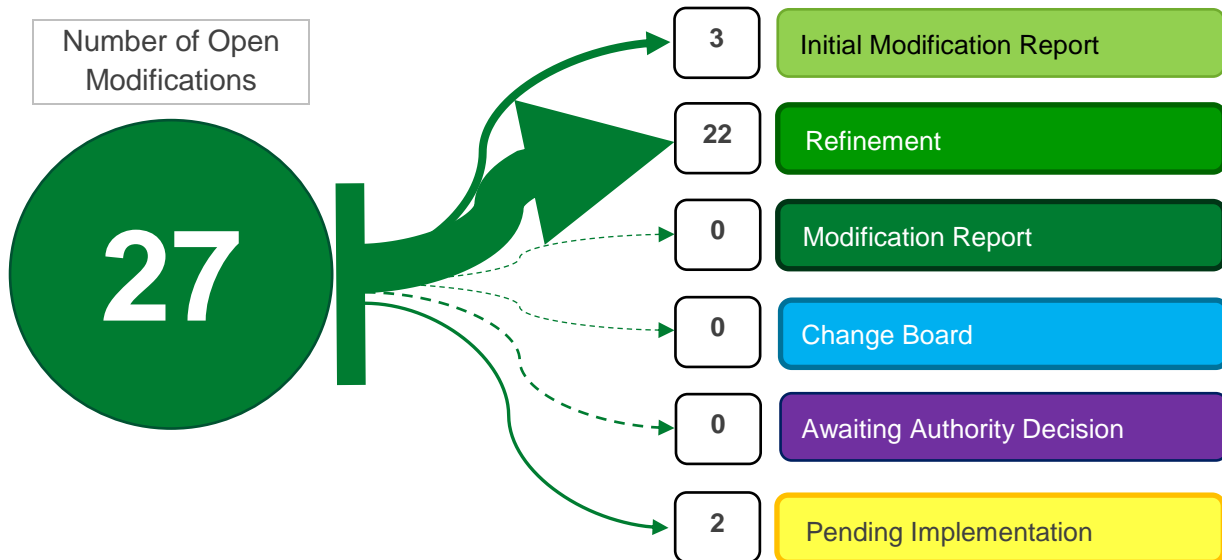 Number of Open
Modifications
27
3
Initial Modification Report
22
Refinement
0
Modification Report
0
Change Board
0
Awaiting Authority Decision
2
Pending Implementation